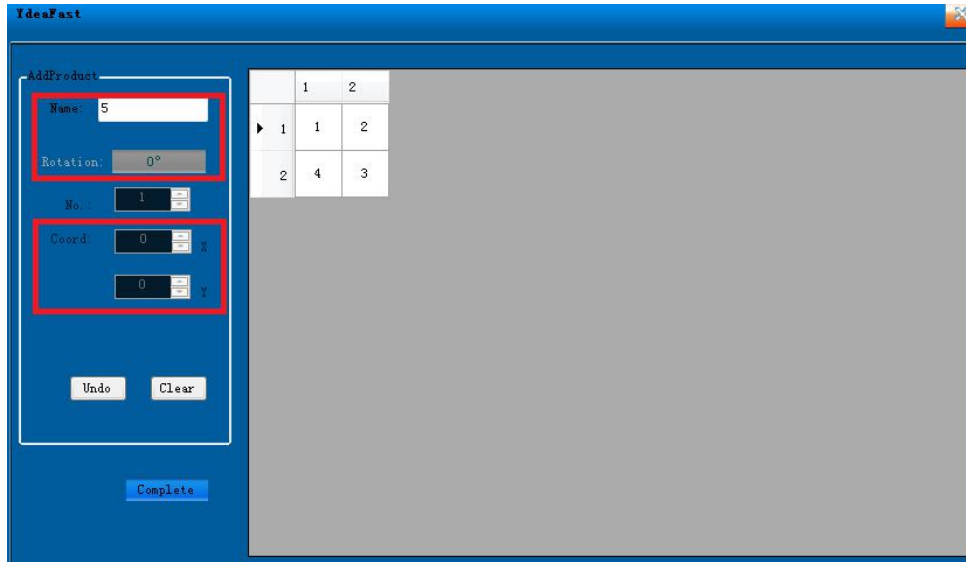 YdeaFast
AddProduct
Name: 5
Rotation: 0°
No.: 1
Coord: 0 X
0 Y
Undo Clear
Complete
1 2
1 1 2
2 4 3